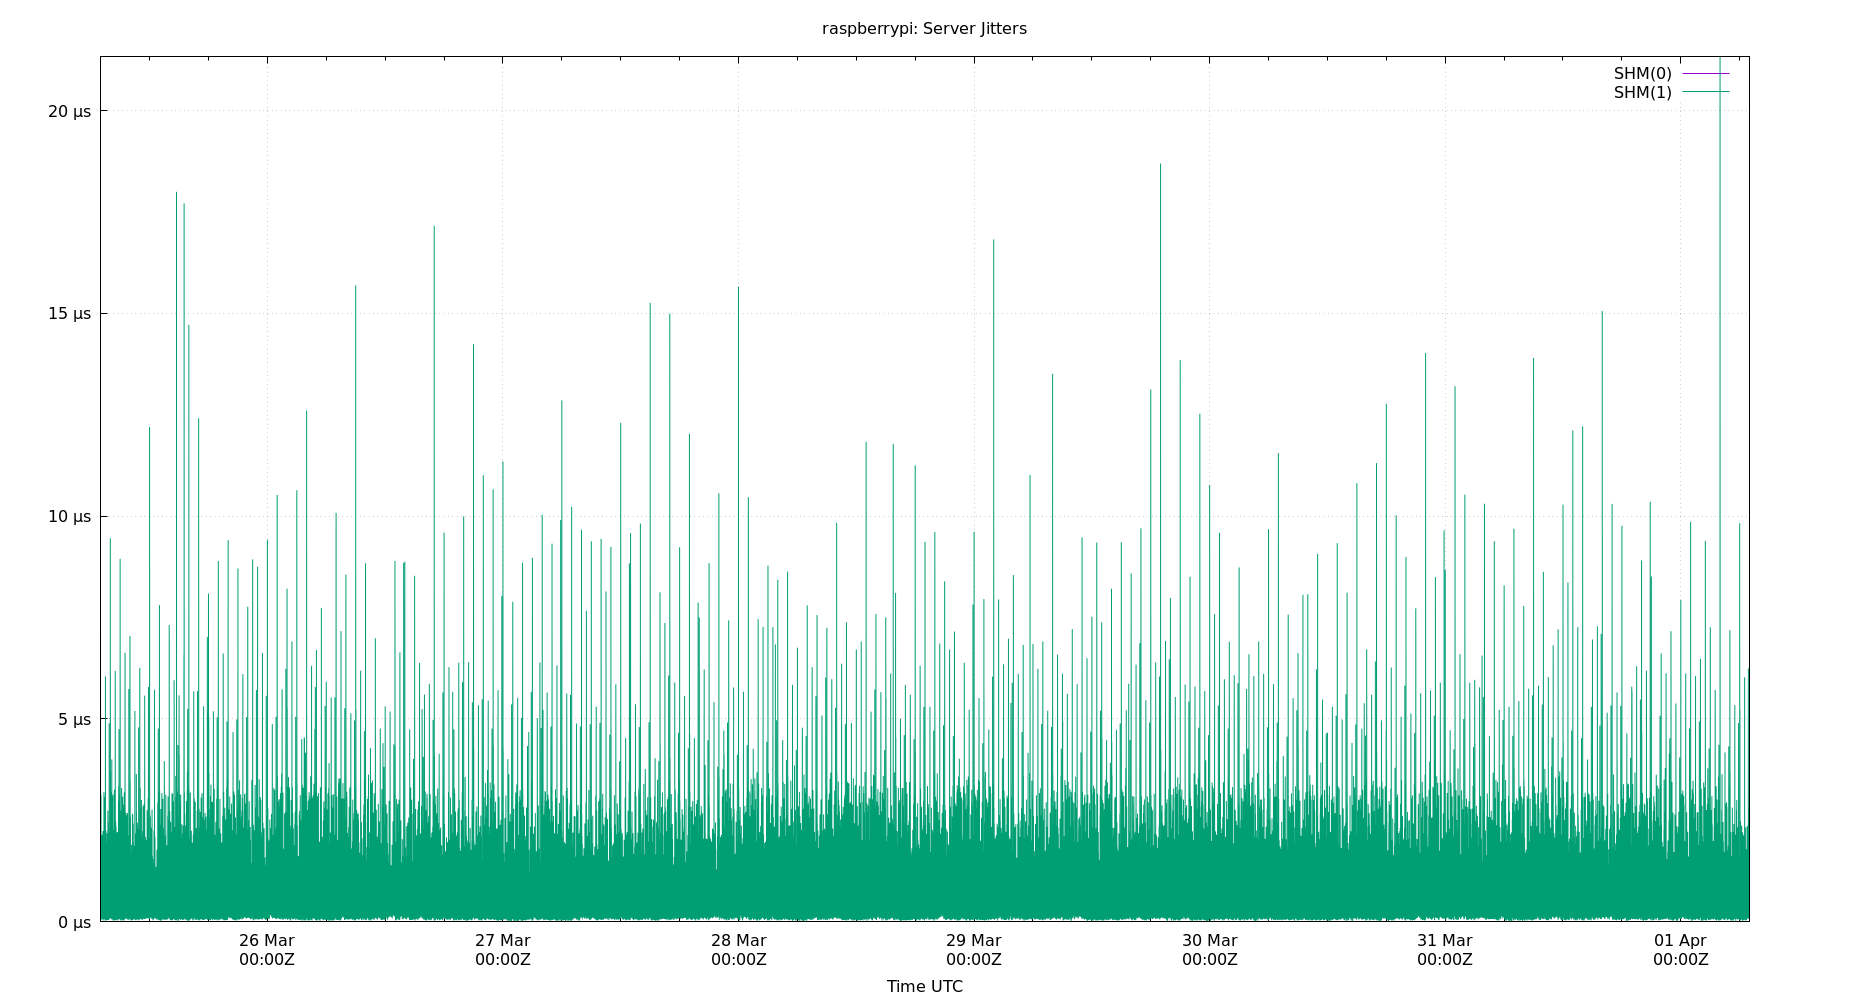 raspberrypi: Server Jitters
SHM(0)
SHM(1)
20 µs
15 µs
10 µs
5 µs
0 µs
26 Mar 27 Mar 28 Mar 29 Mar 30 Mar 31 Mar 01 Apr
00:00Z 00:00Z 00:00Z 00:00Z 00:00Z 00:00Z 00:00Z
Time UTC